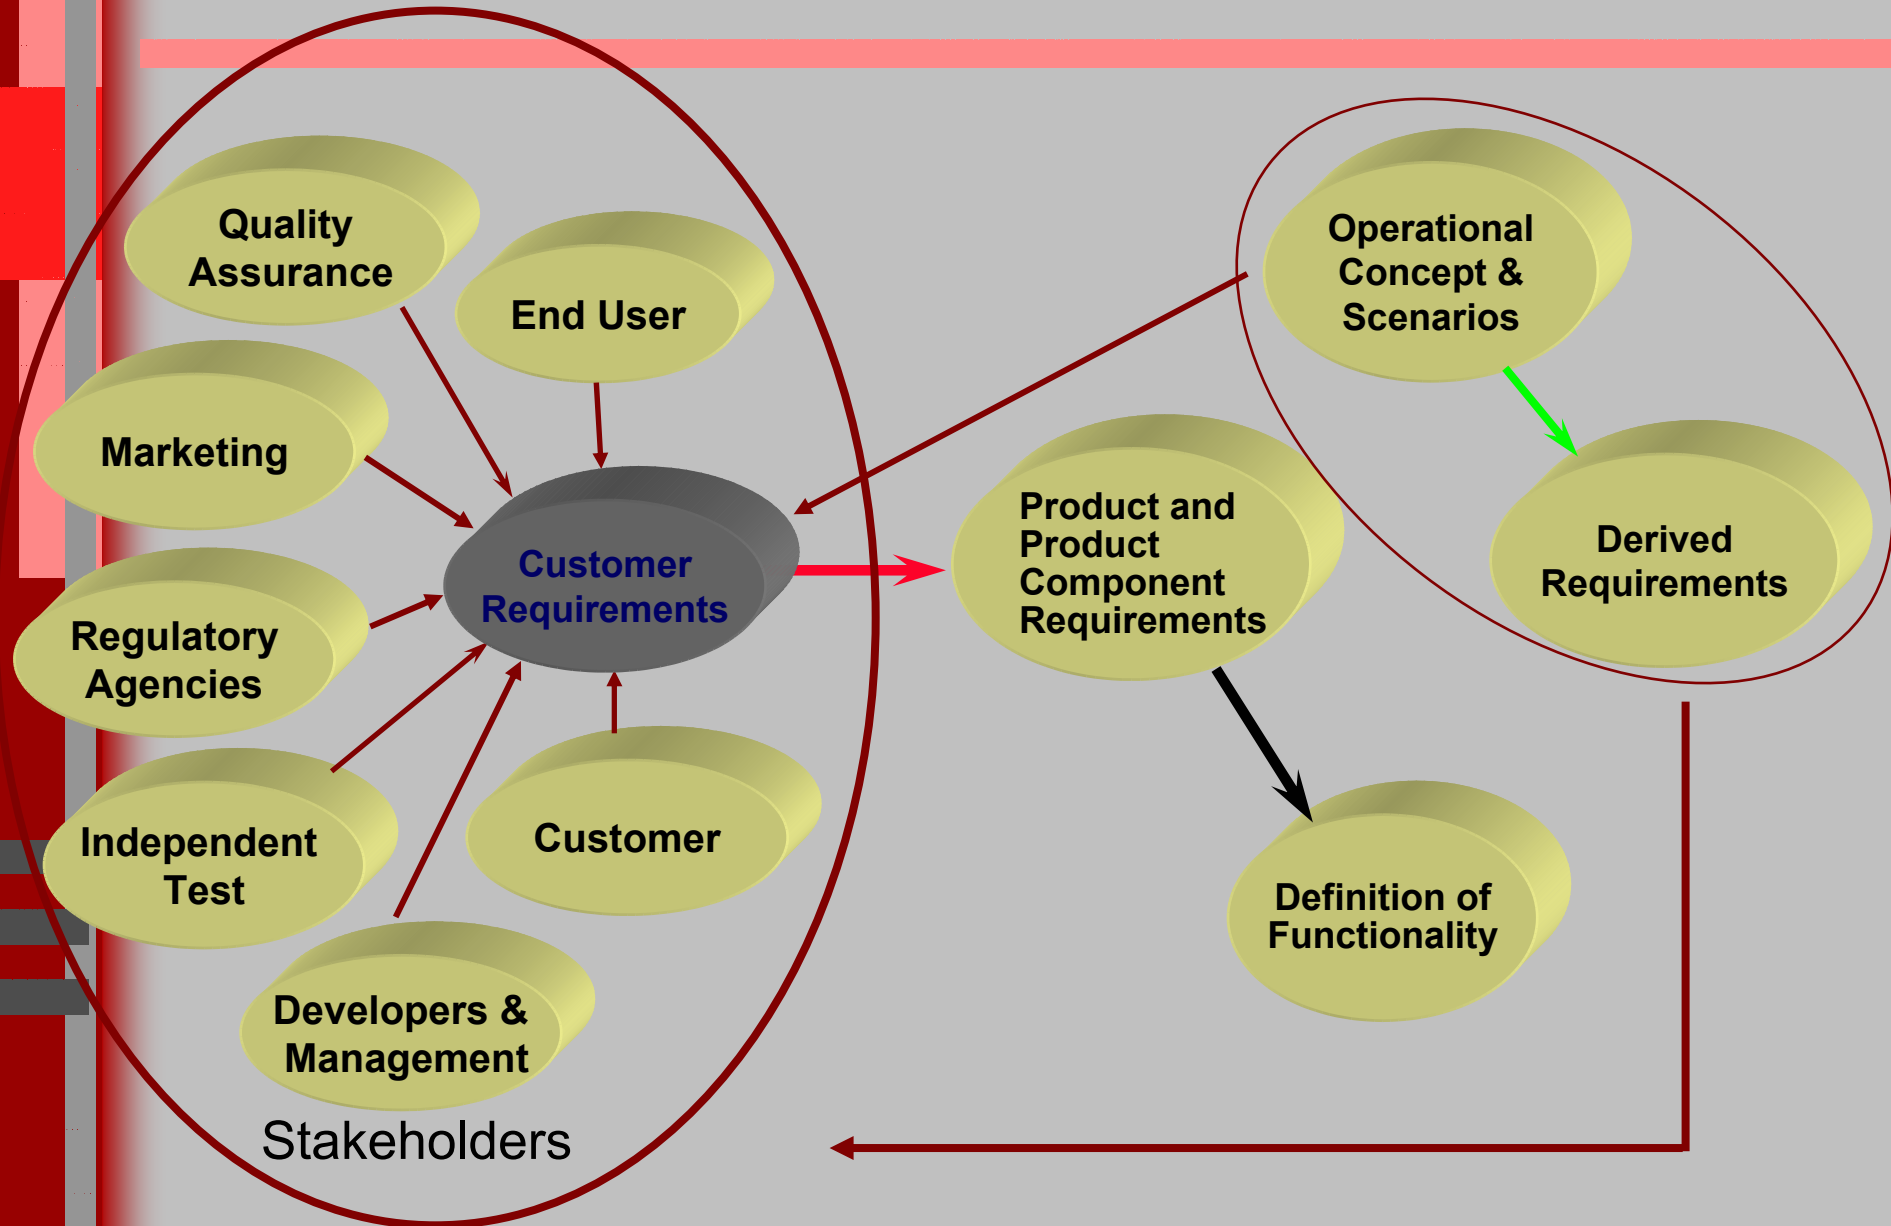 Quality
Assurance
End User
Marketing
Customer
Requirements
Regulatory
Agencies
Independent
Test
Customer
Developers &
Management
Stakeholders
Operational
Concept &
Scenarios
Product and
Product
Component
Requirements
Derived
Requirements
Definition of
Functionality